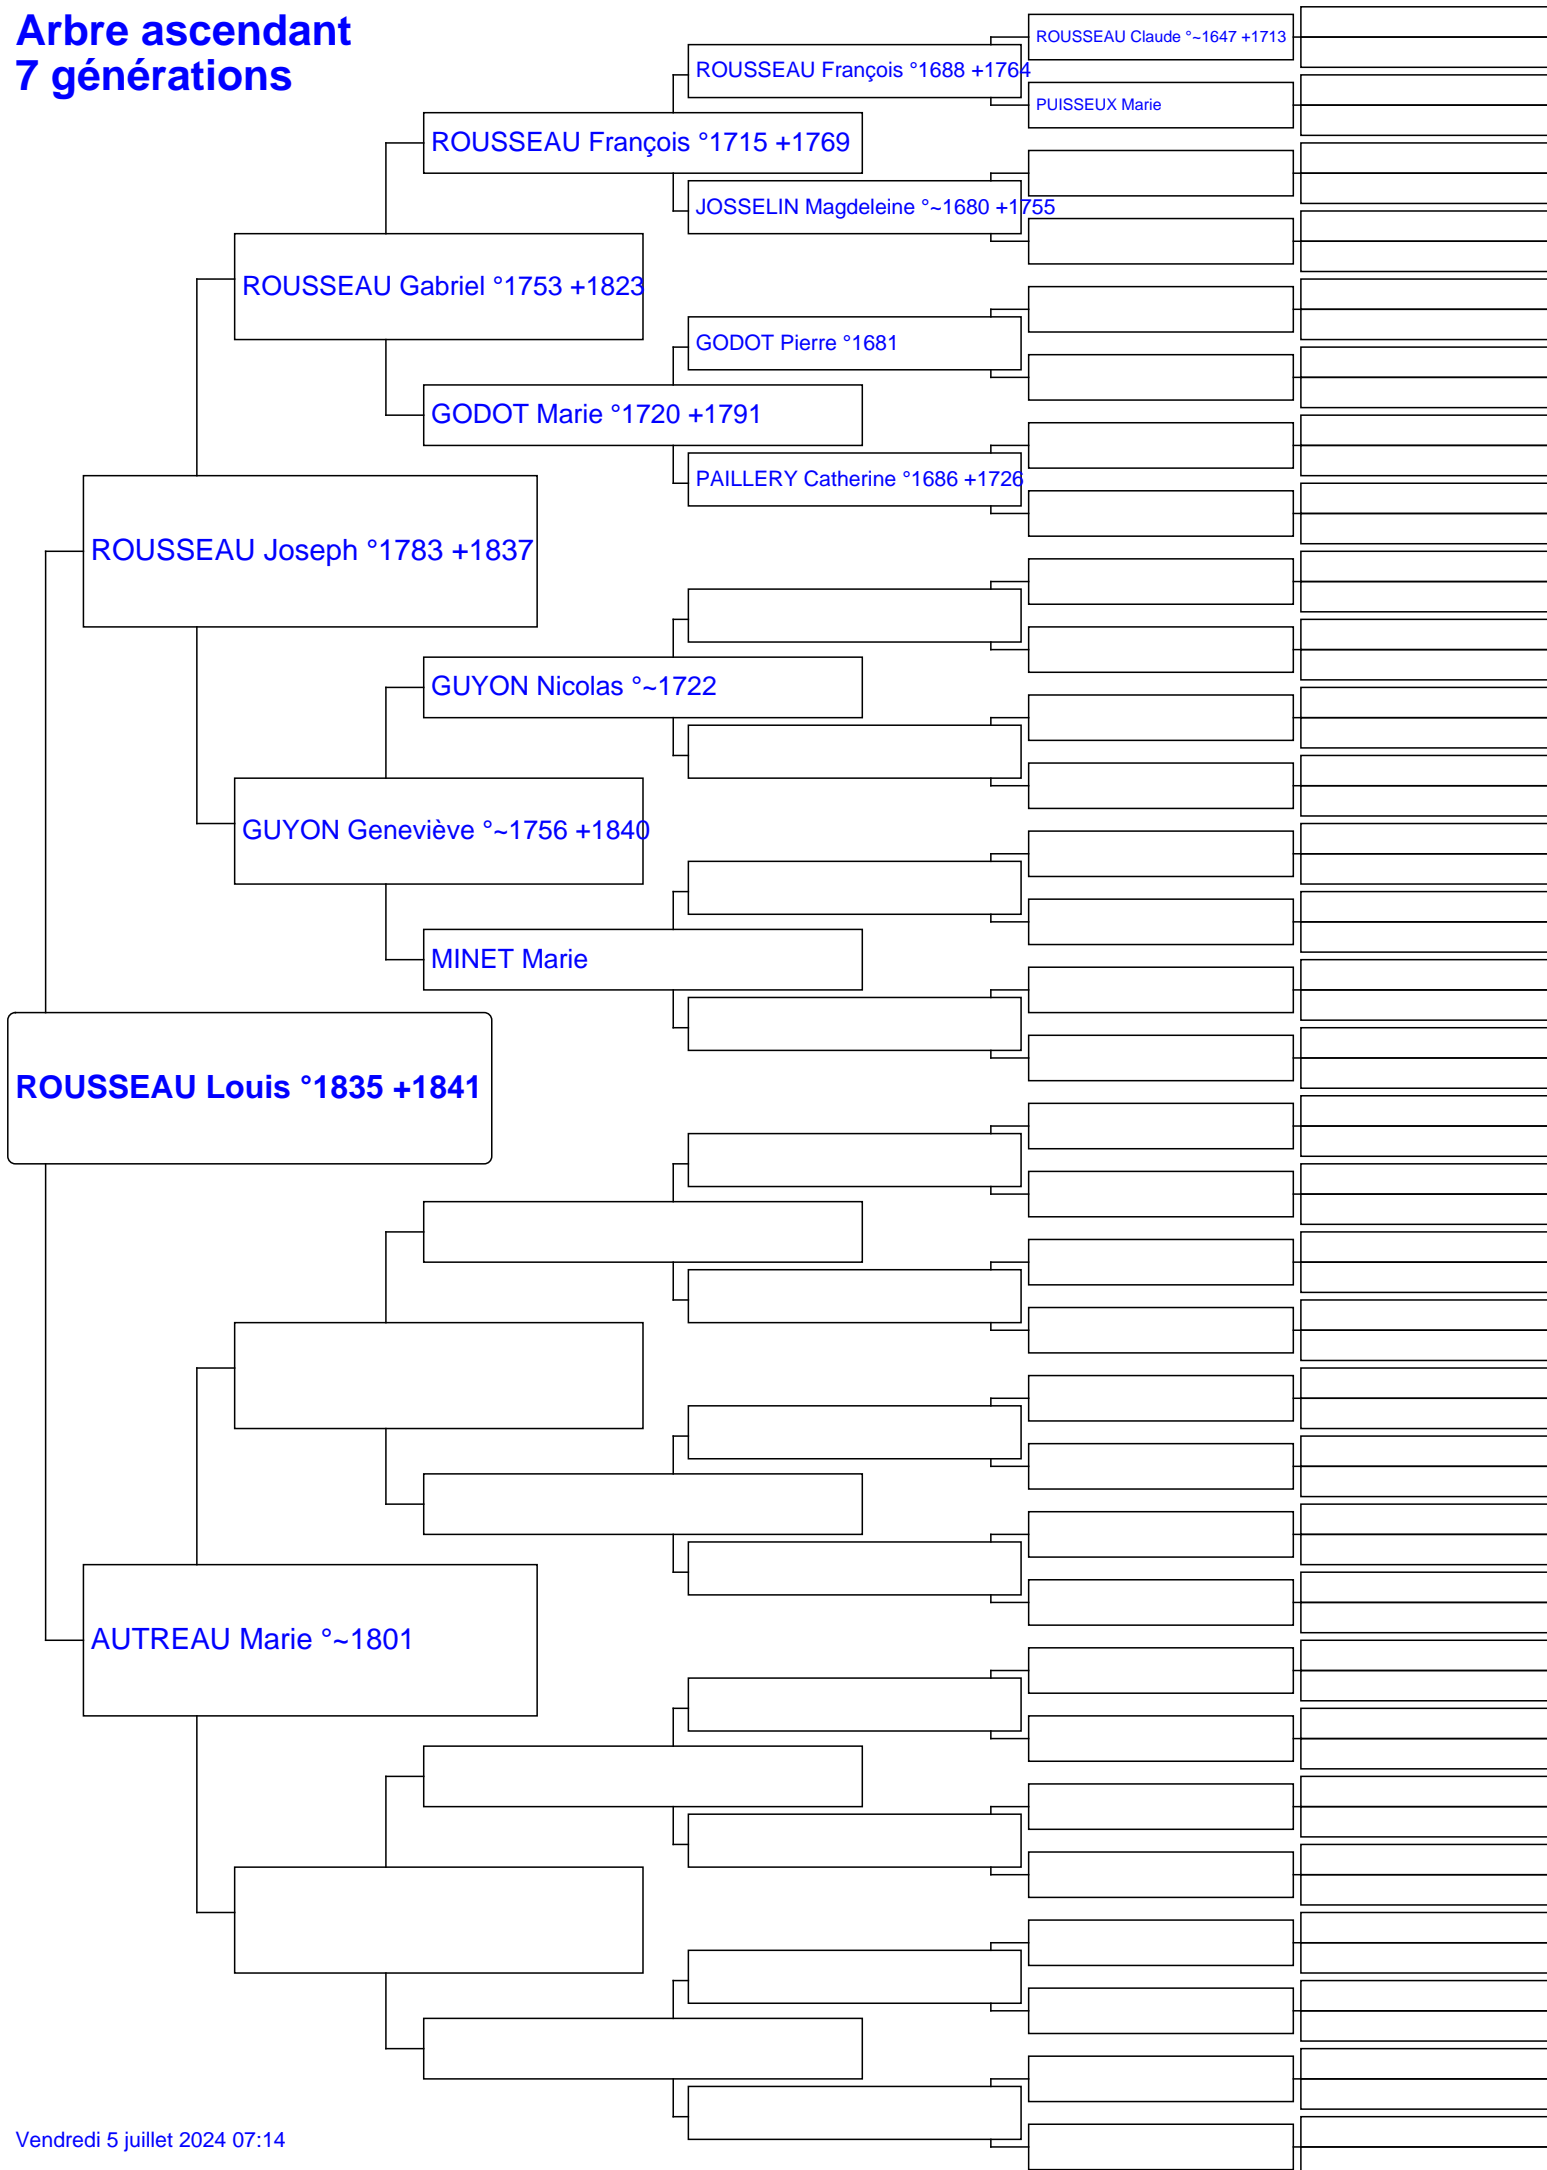 Arbre ascendant
7 générations
ROUSSEAU Claude °~1647 +1713
ROUSSEAU François °1688 +1764
PUISSEUX Marie
ROUSSEAU François °1715 +1769
JOSSELIN Magdeleine °~1680 +1755
ROUSSEAU Gabriel °1753 +1823
GODOT Pierre °1681
GODOT Marie °1720 +1791
PAILLERY Catherine °1686 +1726
ROUSSEAU Joseph °1783 +1837
GUYON Nicolas °~1722
GUYON Geneviève °~1756 +1840
MINET Marie
ROUSSEAU Louis °1835 +1841
AUTREAU Marie °~1801
Vendredi 5 juillet 2024 07:14